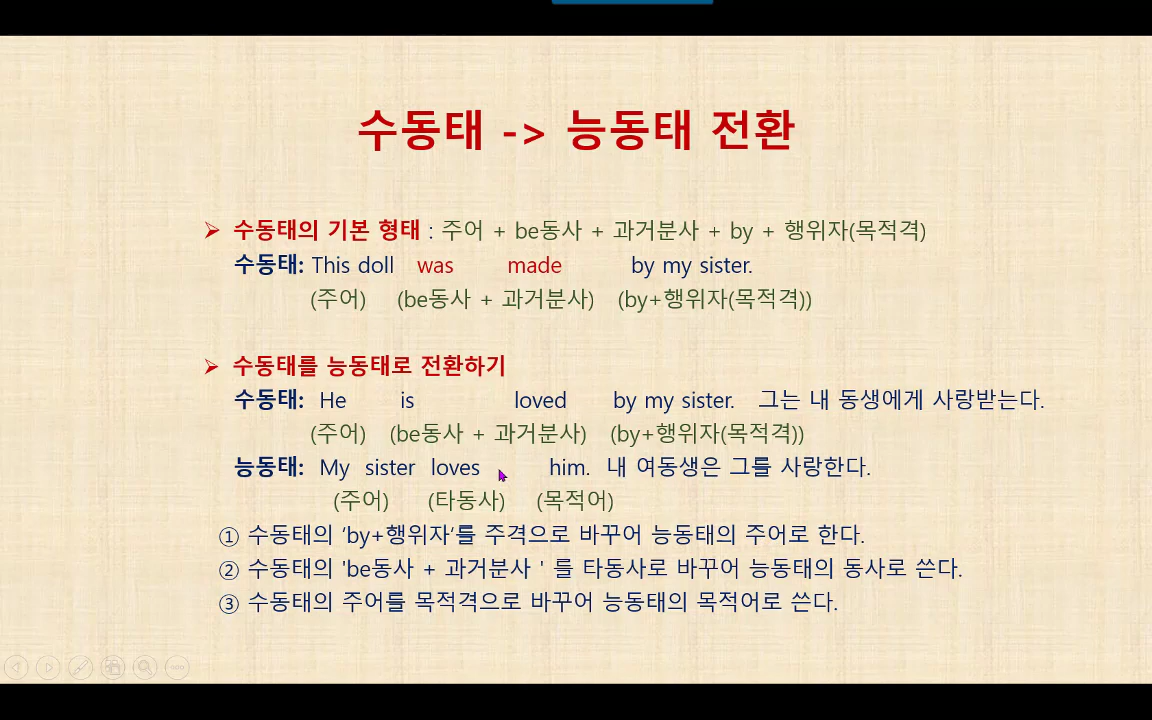 수동태 -> 능동태 전환
➢ 수동태의 기본 형태 : 주어 + be동사 + 과거분사 + by + 행위자(목적격)
수동태: This doll was made by my sister.
(주어) (be동사 + 과거분사) (by+행위자(목적격))
➢ 수동태를 능동태로 전환하기
수동태: He is loved by my sister. 그는 내 동생에게 사랑받는다.
(주어) (be동사 + 과거분사) (by+행위자(목적격))
능동태: My sister loves him. 내 여동생은 그를 사랑한다.
(주어) (타동사) (목적어)
① 수동태의 ‘by+행위자‘를 주격으로 바꾸어 능동태의 주어로 한다.
② 수동태의 'be동사 + 과거분사 ' 를 타동사로 바꾸어 능동태의 동사로 쓴다.
③ 수동태의 주어를 목적격으로 바꾸어 능동태의 목적어로 쓴다.